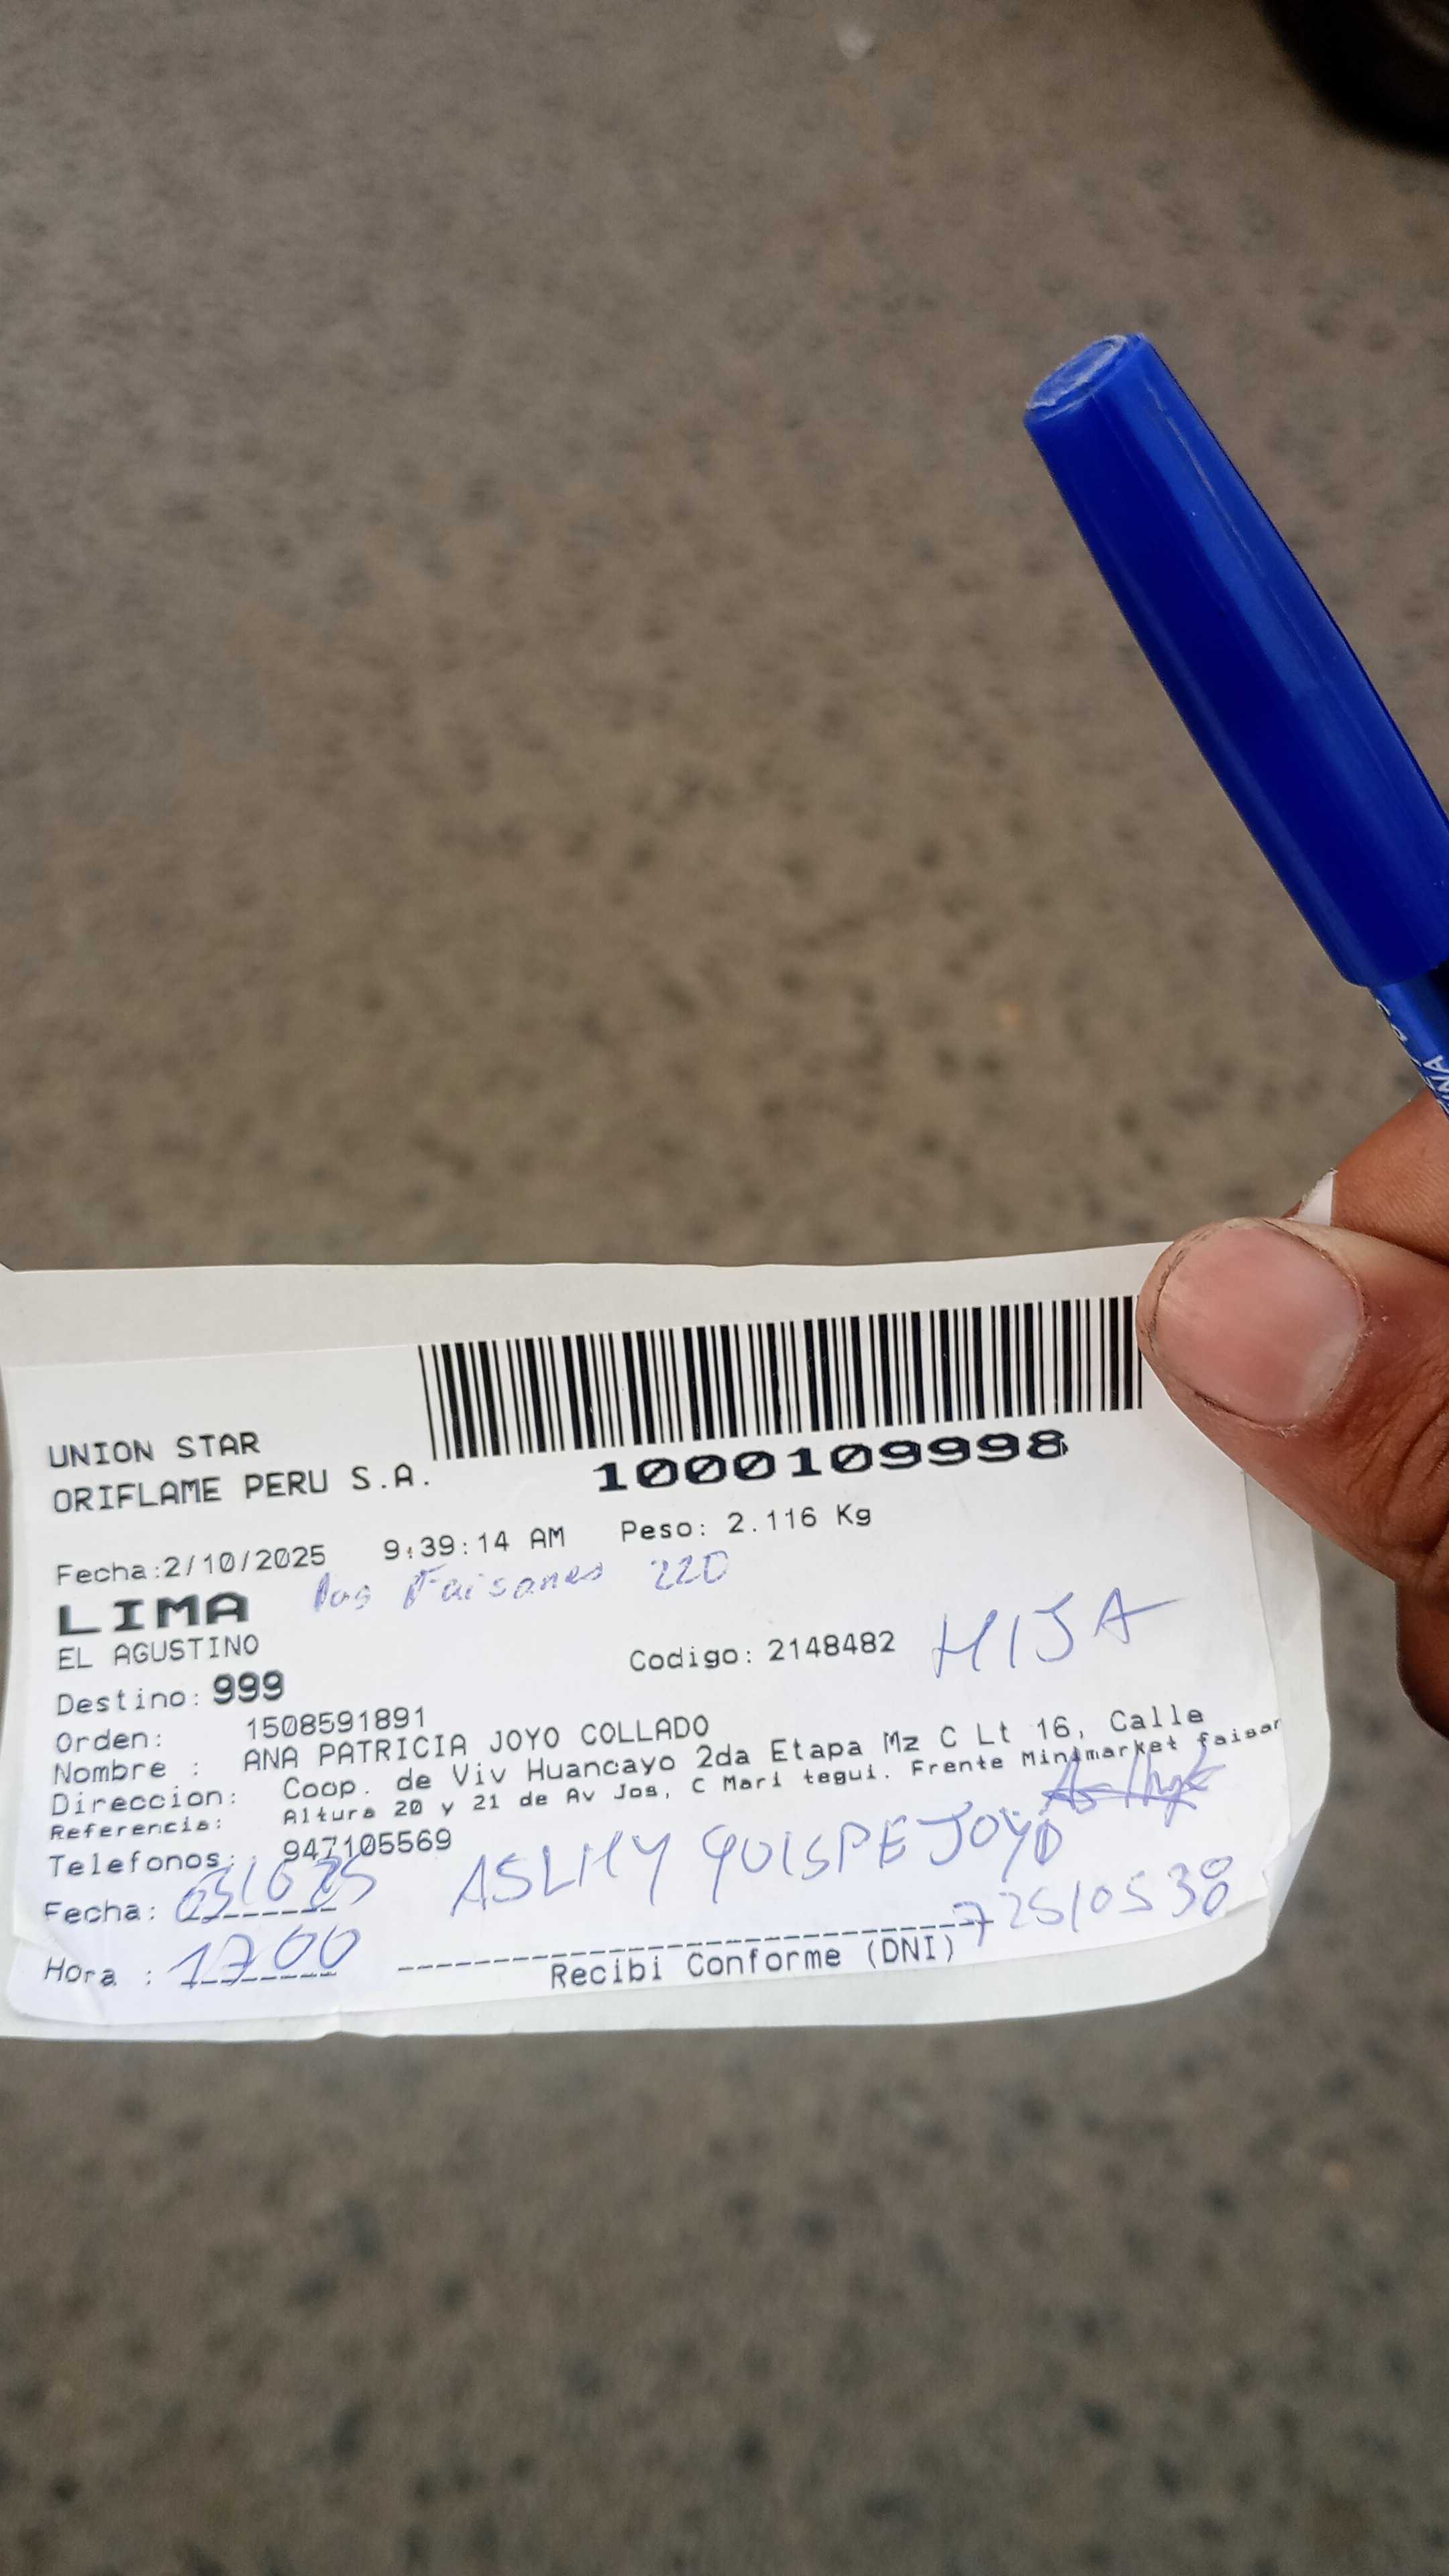 UNION STAR
ORIFLAME PERU S.A.
1000109998
Fecha:2/10/2025 9:39:14 AM Peso: 2.116 Kg
los Faisanes 220
LIMA
EL AGUSTINO
Codigo: 2148482 HIJA
Destino: 999
Orden: 1508591891
Nombre : ANA PATRICIA JOYO COLLADO
Direccion: Coop. de Viv Huancayo 2da Etapa Mz C Lt 16, Calle
Referencia: Altura 20 y 21 de Av Jos, C Mari tegui. Frente Minimarket faisan
Telefonos: 947105569
ASLHY QUISPE JOYO
Fecha:
Hora : 1700
Recibi Conforme (DNI)